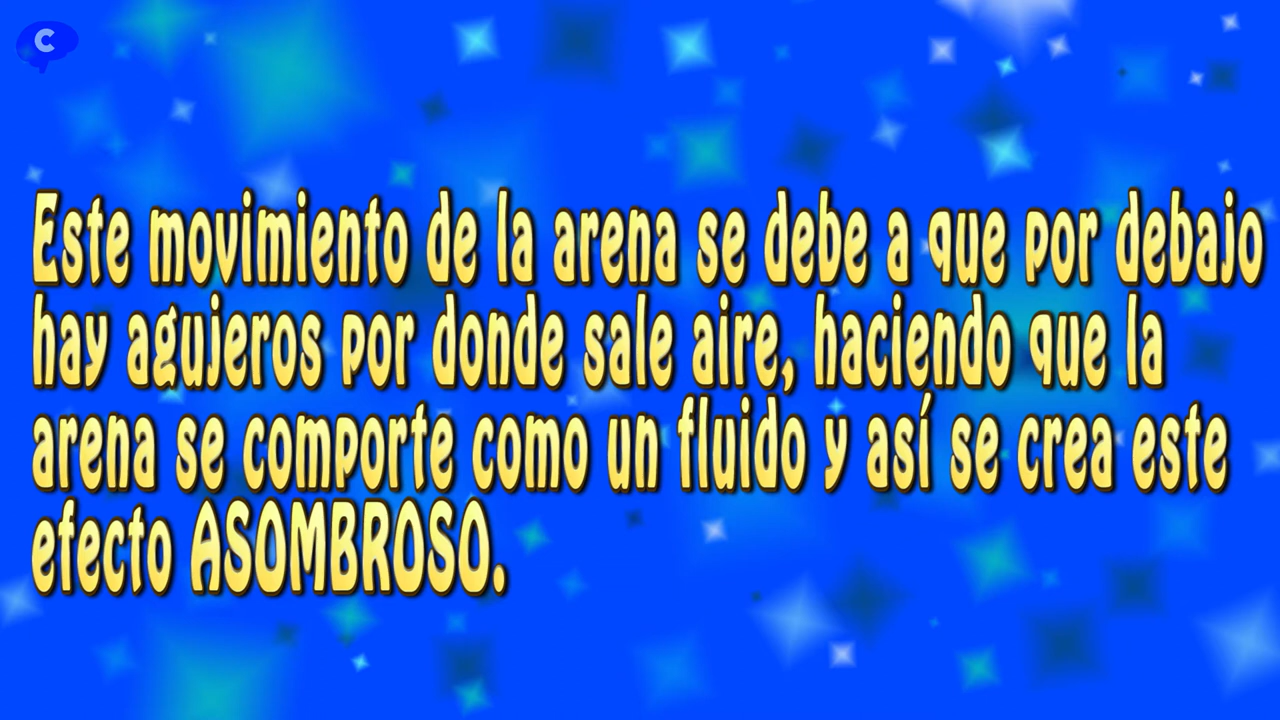 C
Este movimiento de la arena se debe a que por debajo
hay agujeros por donde sale aire, haciendo que la
arena se comporte como un fluido y así se crea este
efecto ASOMBROSO.